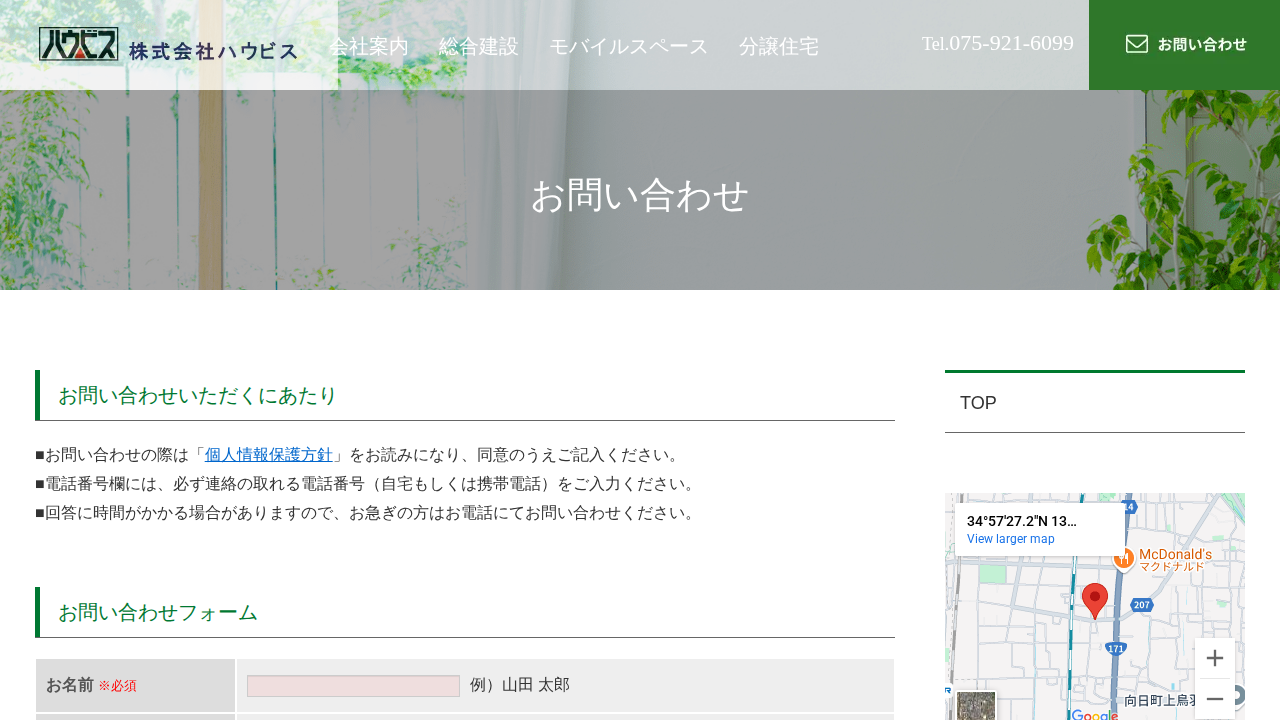 ハウビス 株式会社ハウビス
会社案内 総合建設 モバイルスペース 分譲住宅
Tel.075-921-6099
お問い合わせ
お問い合わせ
お問い合わせいただくにあたり
■お問い合わせの際は「個人情報保護方針」をお読みになり、同意のうえご記入ください。
■電話番号欄には、必ず連絡の取れる電話番号（自宅もしくは携帯電話）をご入力ください。
■回答に時間がかかる場合がありますので、お急ぎの方はお電話にてお問い合わせください。
お問い合わせフォーム
お名前 ※必須
例）山田 太郎
TOP
34°57'27.2"N 13…
View larger map
14
McDonald's
マクドナルド
207
171
向日町上鳥羽
Google